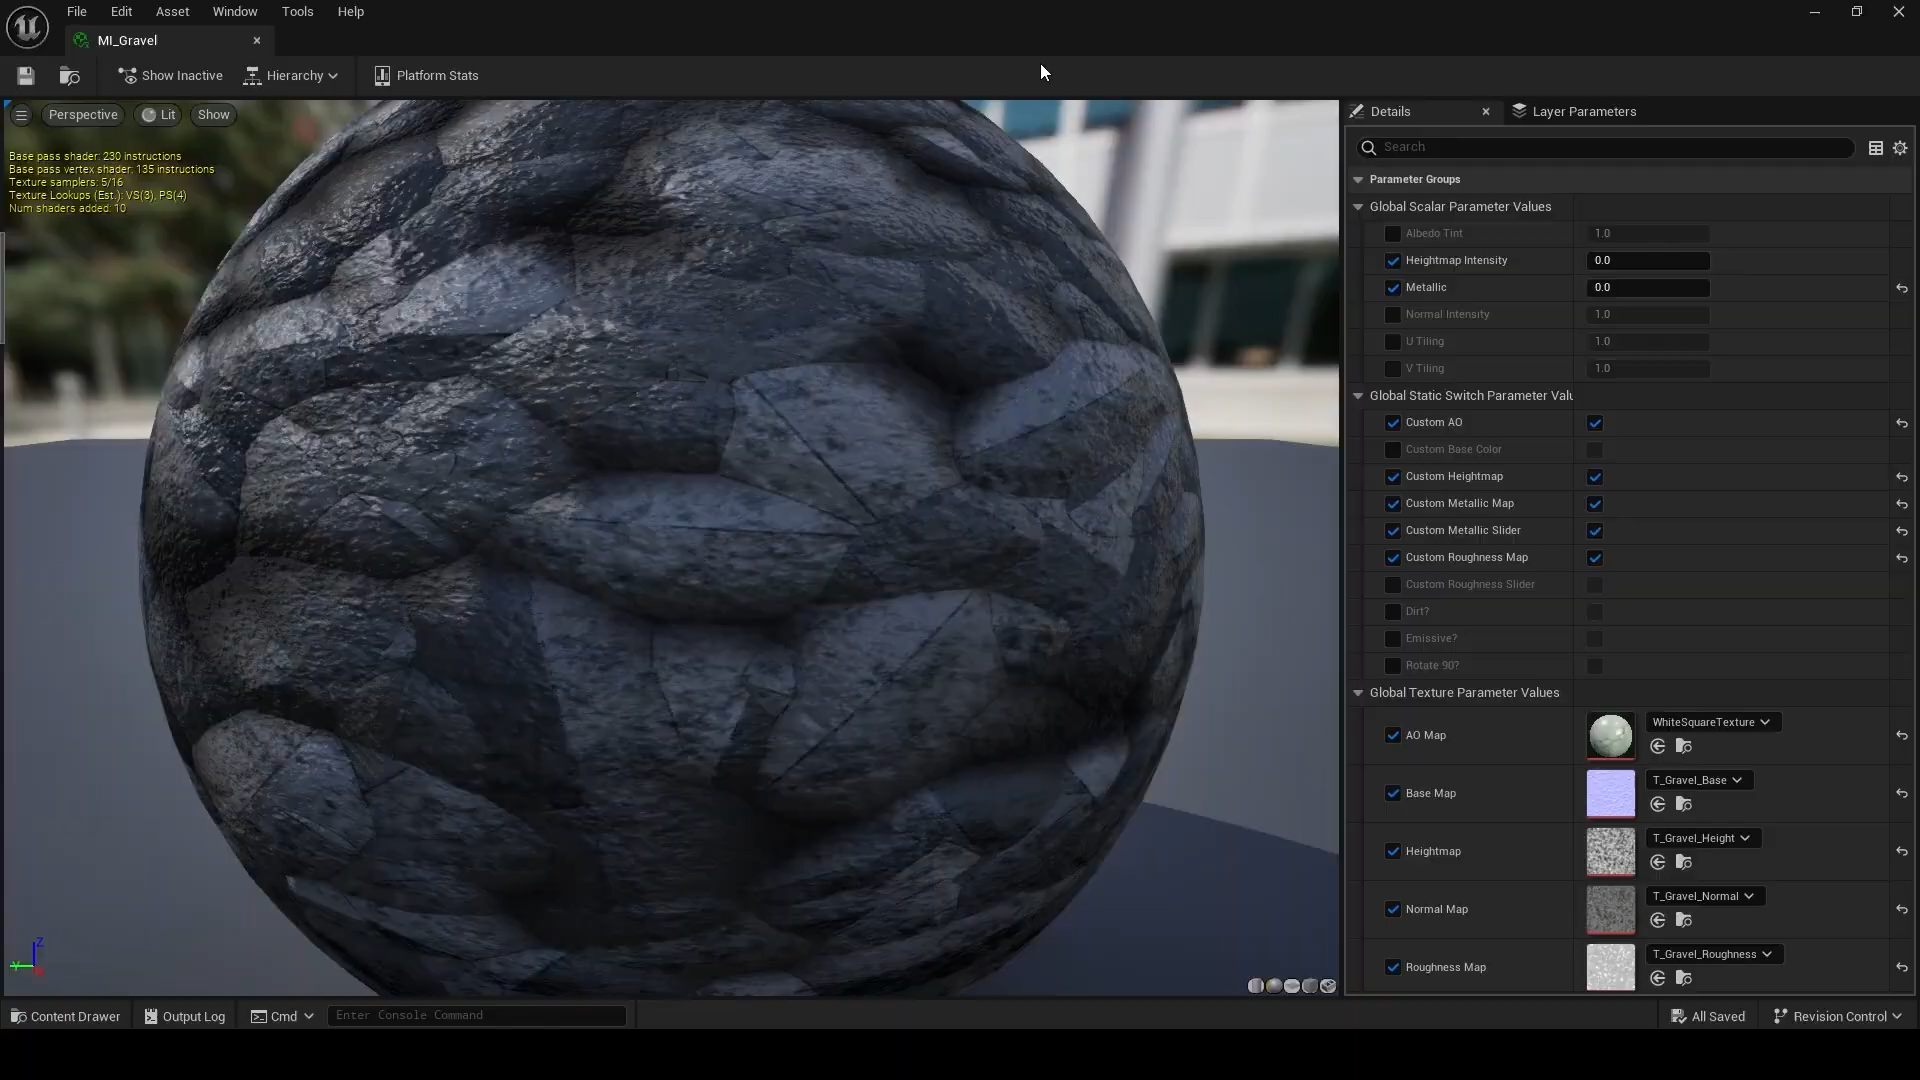 File Edit Asset Window Tools Help
MI_Gravel
Show Inactive Hierarchy Platform Stats
Perspective Lit Show
Base pass shader: 230 instructions
Base pass vertex shader: 135 instructions
Texture samplers: 5/16
Texture Lookups (Est.): VS(3), PS(4)
Num shaders added: 10
Z
Y
Details Layer Parameters
Search
Parameter Groups
Global Scalar Parameter Values
Albedo Tint 1.0
Heightmap Intensity 0.0
Metallic 0.0
Normal Intensity 1.0
U Tiling 1.0
V Tiling 1.0
Global Static Switch Parameter Valu
Custom AO
Custom Base Color
Custom Heightmap
Custom Metallic Map
Custom Metallic Slider
Custom Roughness Map
Custom Roughness Slider
Dirt?
Emissive?
Rotate 90?
Global Texture Parameter Values
AO Map WhiteSquareTexture
Base Map T_Gravel_Base
Heightmap T_Gravel_Height
Normal Map T_Gravel_Normal
Roughness Map T_Gravel_Roughness
Content Drawer Output Log Cmd Enter Console Command All Saved Revision Control